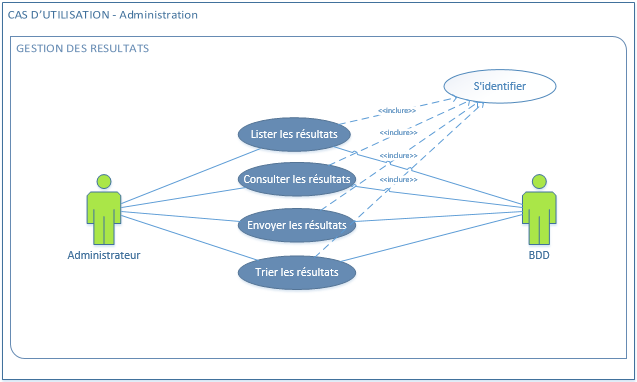 CAS D'UTILISATION - Administration
GESTION DES RESULTATS
S'identifier
<<inclure>>
Lister les résultats
<<inclure>>
<<inclure>>
Consulter les résultats
<<inclure>>
Envoyer les résultats
Administrateur
BDD
Trier les résultats